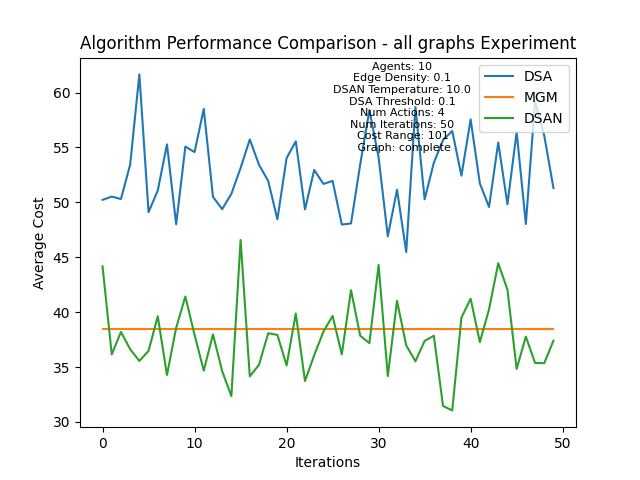 Algorithm Performance Comparison - all graphs Experiment
Agents: 10
Edge Density: 0.1
DSAN Temperature: 10.0
DSA Threshold: 0.1
Num Actions: 4
Num Iterations: 50
Cost Range: 101
Graph: complete
DSA
MGM
DSAN
Average Cost
60
55
50
45
40
35
30
0
10
20
30
40
50
Iterations